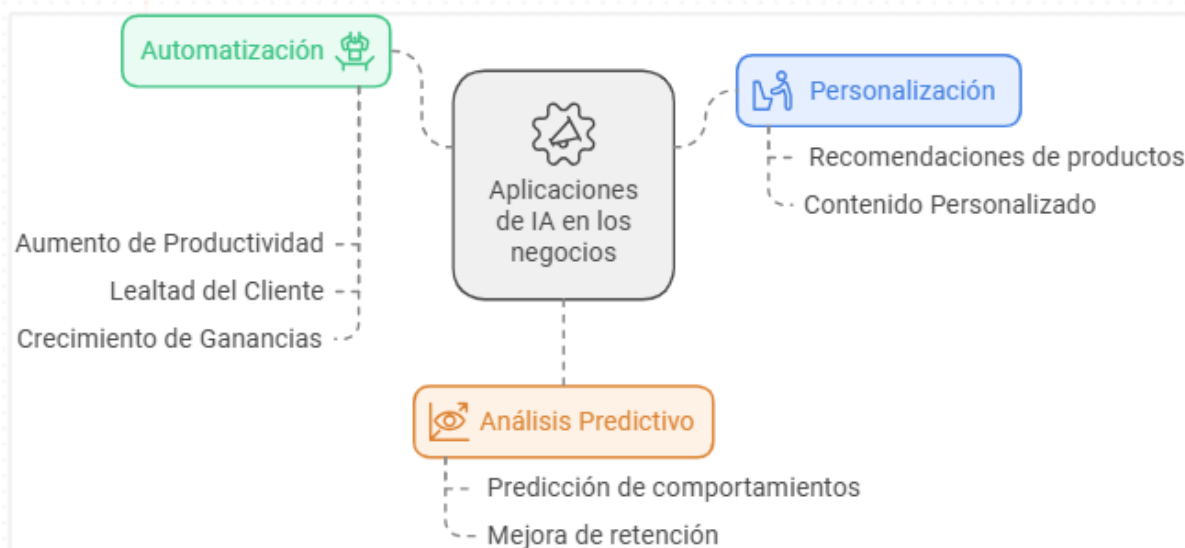 Automatización
Aumento de Productividad
Lealtad del Cliente
Crecimiento de Ganancias
Aplicaciones
de IA en los
negocios
Personalización
Recomendaciones de productos
Contenido Personalizado
Análisis Predictivo
Predicción de comportamientos
Mejora de retención